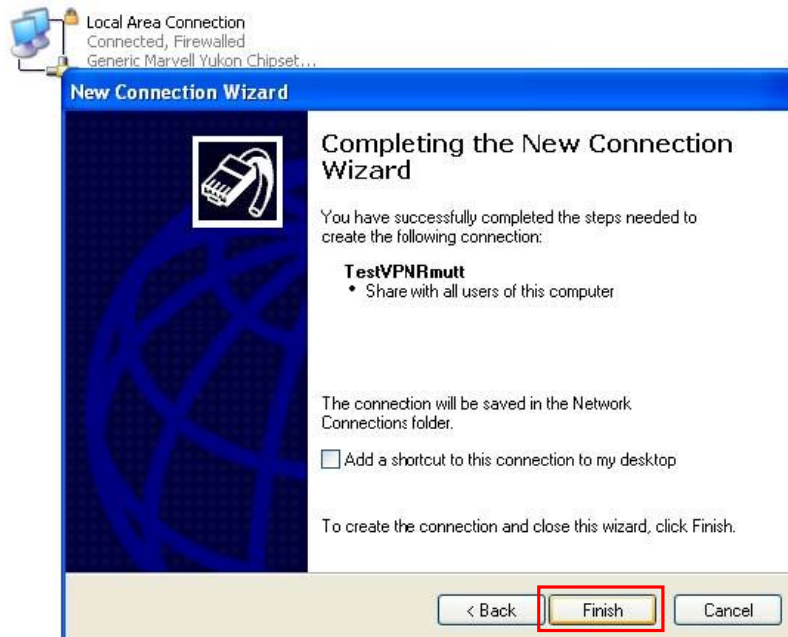 Local Area Connection
Connected, Firewalled
Generic Marvell Yukon Chipset...
New Connection Wizard
Completing the New Connection
Wizard
You have successfully completed the steps needed to
create the following connection:
TestVPNRmutt
• Share with all users of this computer
The connection will be saved in the Network
Connections folder.
Add a shortcut to this connection to my desktop
To create the connection and close this wizard, click Finish.
< Back Finish Cancel